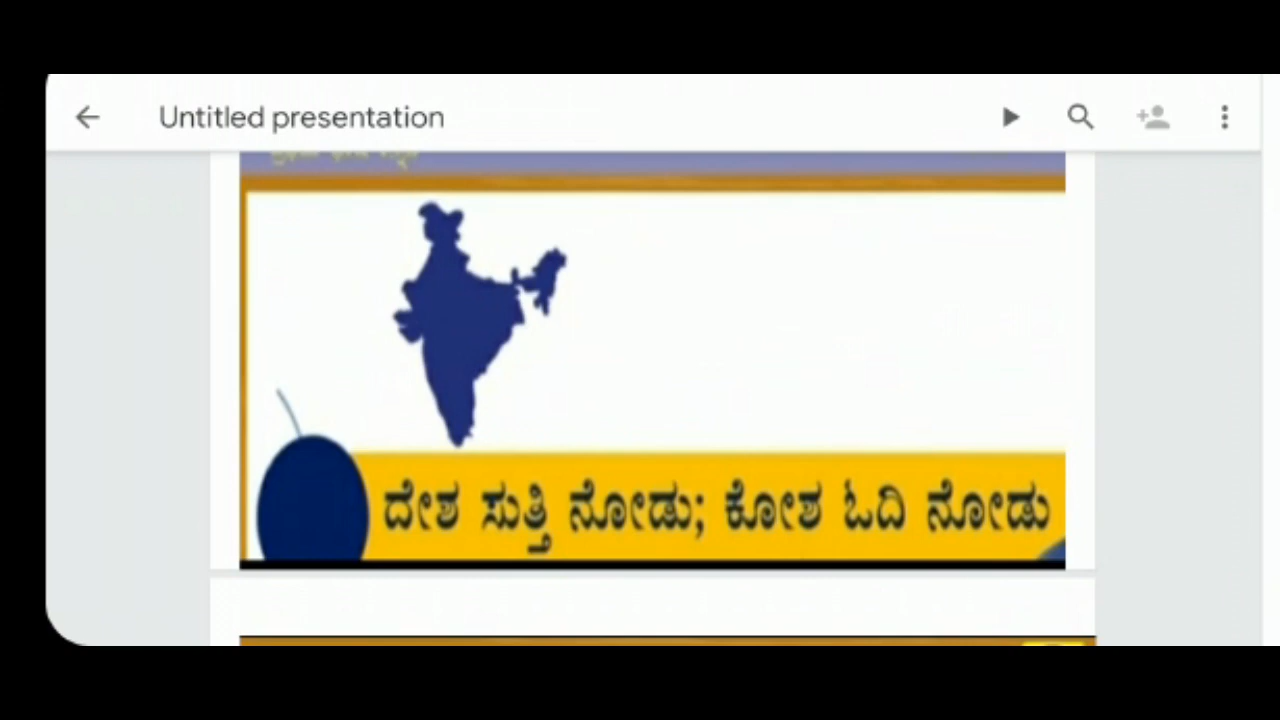 Untitled presentation
ದೇಶ ಸುತ್ತಿ ನೋಡು; ಕೋಶ ಓದಿ ನೋಡು